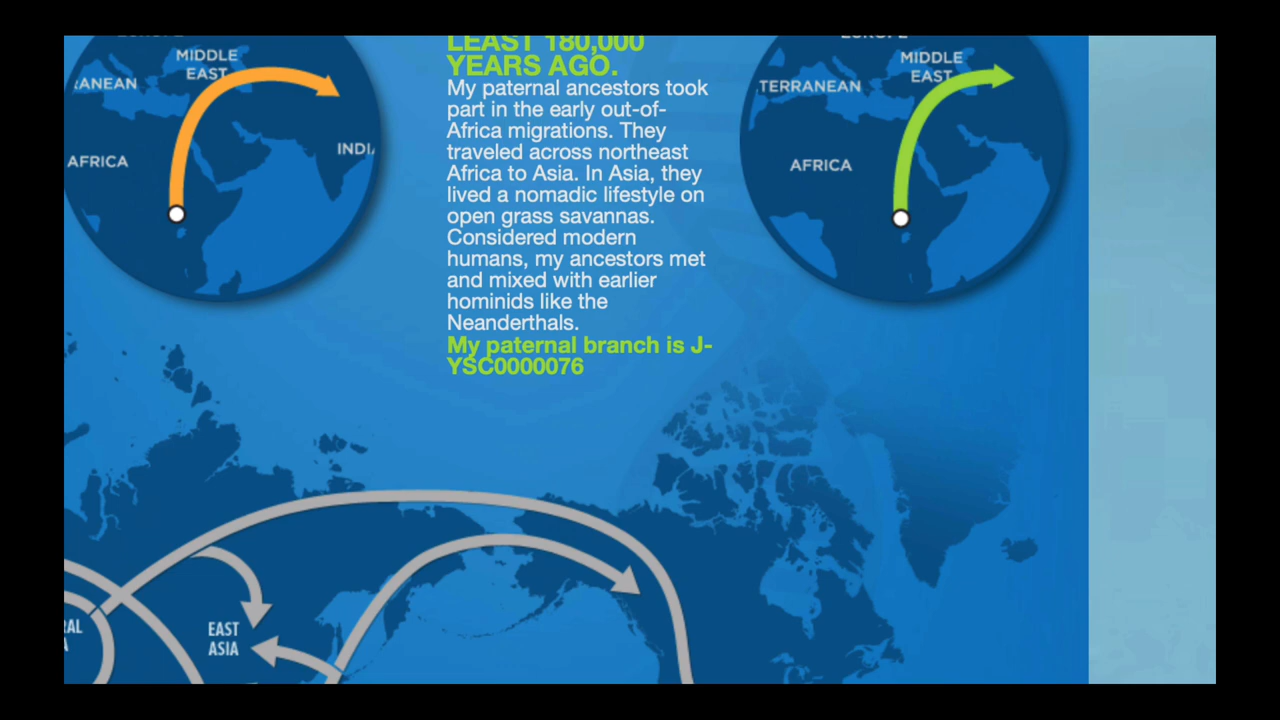 MIDDLE
EAST
AFRICA
LEAST 180,000
YEARS AGO.
My paternal ancestors took
part in the early out-of-
Africa migrations. They
traveled across northeast
Africa to Asia. In Asia, they
lived a nomadic lifestyle on
open grass savannas.
Considered modern
humans, my ancestors met
and mixed with earlier
hominids like the
Neanderthals.
My paternal branch is J-
YSC0000076
EUROPE
MIDDLE
EAST
TERRANEAN
AFRICA
EAST
ASIA